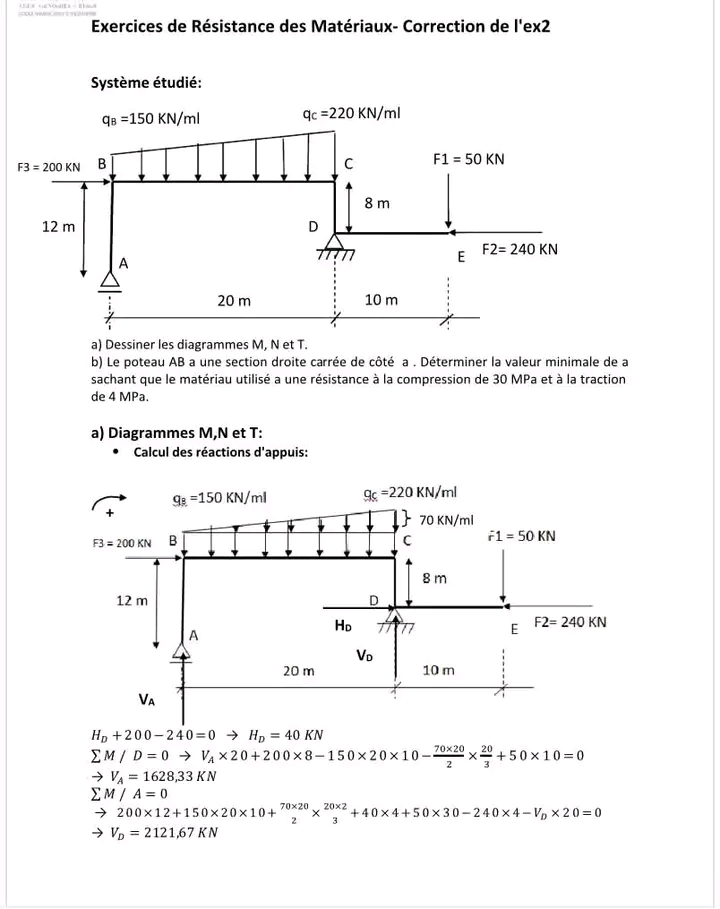 Exercices de Résistance des Matériaux- Correction de l'ex2
Système étudié:
qB =150 KN/ml
qC =220 KN/ml
F3 = 200 KN
B
C
F1 = 50 KN
8 m
12 m
D
F2= 240 KN
E
A
20 m
10 m
a) Dessiner les diagrammes M, N et T.
b) Le poteau AB a une section droite carrée de côté a . Déterminer la valeur minimale de a
sachant que le matériau utilisé a une résistance à la compression de 30 MPa et à la traction
de 4 MPa.
a) Diagrammes M,N et T:
• Calcul des réactions d'appuis:
+
qB =150 KN/ml
qC =220 KN/ml
70 KN/ml
F3 = 200 KN
B
C
F1 = 50 KN
8 m
12 m
D
HD
F2= 240 KN
E
A
VD
20 m
10 m
VA
H_D +200−240=0 → H_D = 40 KN
∑M / D=0 → V_A ×20+200×8−150×20×10−(70×20)/2 × 20/3 +50×10=0
→ V_A = 1628,33 KN
∑M / A=0
→ 200×12+150×20×10+ (70×20)/2 × (20×2)/3 +40×4+50×30−240×4−V_D ×20=0
→ V_D = 2121,67 KN